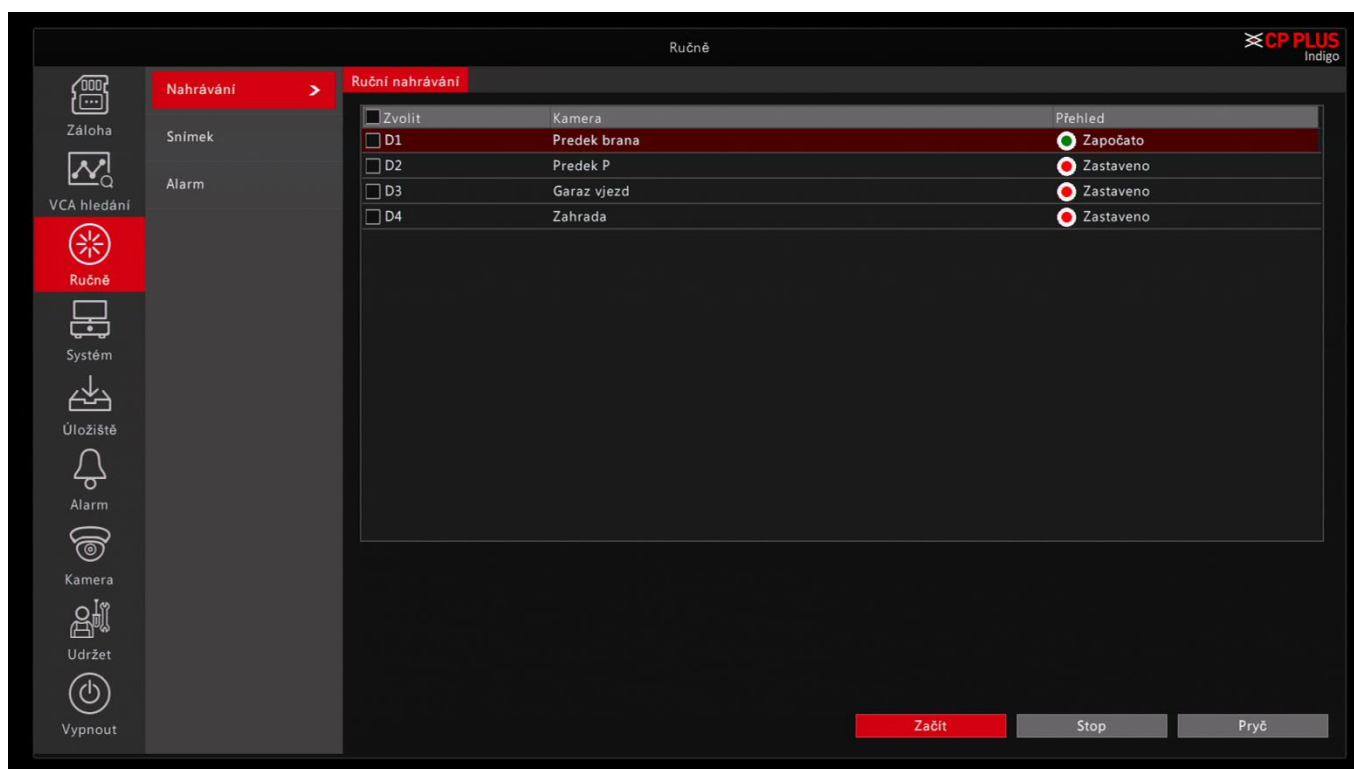 Ručně
CP PLUS
Indigo
Záloha
VCA hledání
Ručně
Systém
Úložiště
Alarm
Kamera
Udržet
Vypnout
Nahrávání
Snímek
Alarm
Ruční nahrávání
Zvolit Kamera Přehled
D1 Predek brana Započato
D2 Predek P Zastaveno
D3 Garaz vjezd Zastaveno
D4 Zahrada Zastaveno
Začít Stop Pryč